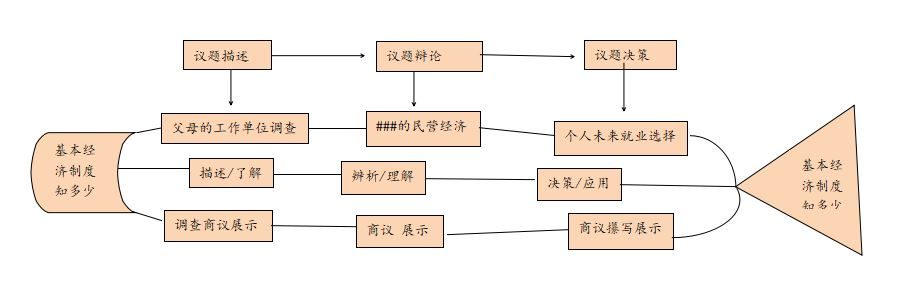 议题描述
议题辩论
议题决策
父母的工作单位调查
###的民营经济
个人未来就业选择
基本经
济制度
知多少
描述/了解
辨析/理解
决策/应用
基本经
济制度
知多少
调查商议展示
商议 展示
商议撰写展示